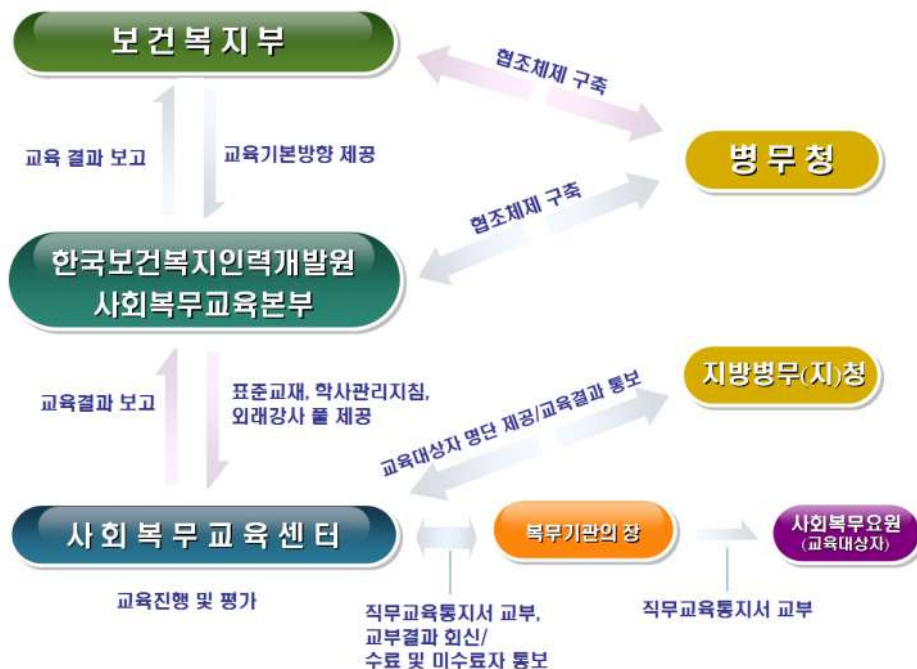 보건복지부
협조체제 구축
병무청
교육 결과 보고
교육기본방향 제공
협조체제 구축
한국보건복지인력개발원
사회복무교육본부
지방병무(지)청
교육결과 보고
표준교재, 학사관리지침,
외래강사 풀 제공
교육대상자 명단 제공/교육결과 통보
사회복무교육센터
복무기관의 장
사회복무요원
(교육대상자)
교육진행 및 평가
직무교육통지서 교부,
교부결과 회신/
수료 및 미수료자 통보
직무교육통지서 교부